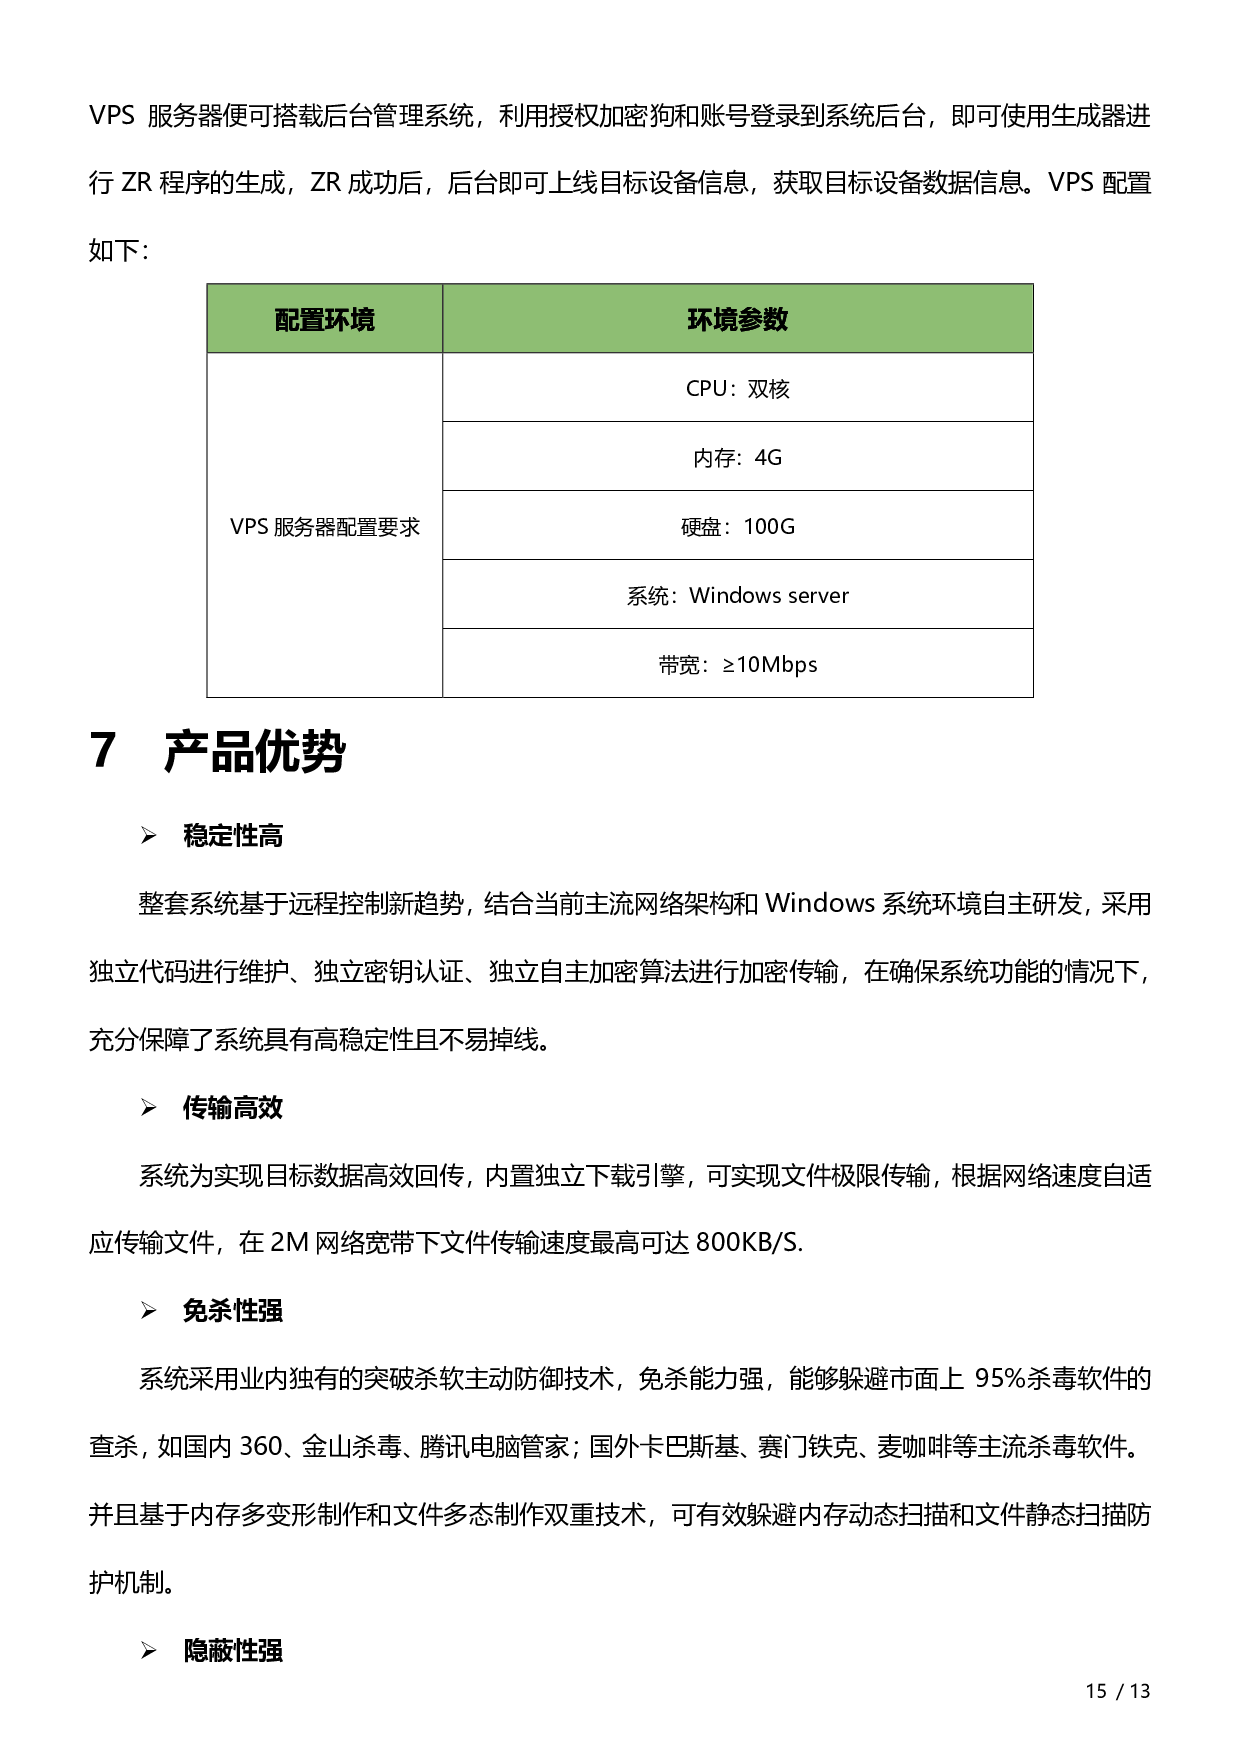 VPS 服务器便可搭载后台管理系统，利用授权加密狗和账号登录到系统后台，即可使用生成器进
行 ZR 程序的生成，ZR 成功后，后台即可上线目标设备信息，获取目标设备数据信息。VPS 配置
如下：
配置环境 环境参数
CPU：双核
内存：4G
VPS 服务器配置要求 硬盘：100G
系统：Windows server
带宽：≥10Mbps
7 产品优势
➢ 稳定性高
整套系统基于远程控制新趋势，结合当前主流网络架构和 Windows 系统环境自主研发，采用
独立代码进行维护、独立密钥认证、独立自主加密算法进行加密传输，在确保系统功能的情况下，
充分保障了系统具有高稳定性且不易掉线。
➢ 传输高效
系统为实现目标数据高效回传，内置独立下载引擎，可实现文件极限传输，根据网络速度自适
应传输文件，在 2M 网络宽带下文件传输速度最高可达 800KB/S.
➢ 免杀性强
系统采用业内独有的突破杀软主动防御技术，免杀能力强，能够躲避市面上 95%杀毒软件的
查杀，如国内 360、金山杀毒、腾讯电脑管家；国外卡巴斯基、赛门铁克、麦咖啡等主流杀毒软件。
并且基于内存多变形制作和文件多态制作双重技术，可有效躲避内存动态扫描和文件静态扫描防
护机制。
➢ 隐蔽性强
15 / 13